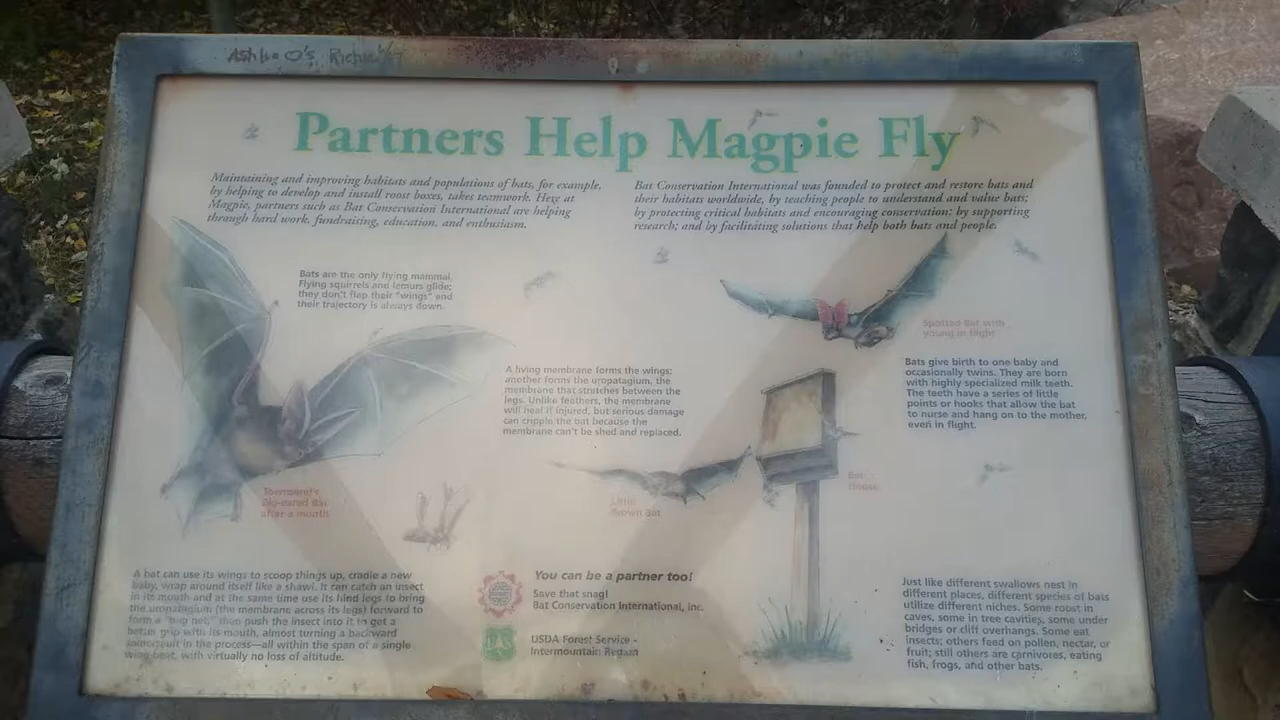 Partners Help Magpie Fly
Maintaining and improving habitats and populations of bats, for example,
by helping to develop and install roost boxes, takes teamwork. Here at
Magpie, partners such as Bat Conservation International are helping
through hard work, fundraising, education, and enthusiasm.
Bat Conservation International was founded to protect and restore bats and
their habitats worldwide, by teaching people to understand and value bats;
by protecting critical habitats and encouraging conservation; by supporting
research; and by facilitating solutions that help both bats and people.
Bats are the only flying mammal.
Flying squirrels and lemurs glide;
they don't flap their "wings" and
their trajectory is always down.
Spotted Bat with
young in flight
A living membrane forms the wings;
another forms the uropatagium, the
membrane that stretches between the
legs. Unlike feathers, the membrane
will heal if injured, but serious damage
can cripple the bat because the
membrane can't be shed and replaced.
Bats give birth to one baby and
occasionally twins. They are born
with highly specialized milk teeth.
The teeth have a series of little
points or hooks that allow the bat
to nurse and hang on to the mother,
even in flight.
Townsend's
Big-eared Bat
after a mouth
Little
Brown Bat
Bat
House
A bat can use its wings to scoop things up, cradle a new
baby, wrap around itself like a shawl. It can catch an insect
in its mouth and at the same time use its hind legs to bring
the uropatagium (the membrane across its legs) forward to
form a "bug net," then push the insect into it to get a
better grip with its mouth, almost turning a backward
somersault in the process—all within the span of a single
wing-beat, with virtually no loss of altitude.
You can be a partner too!
Save that snag!
Bat Conservation International, Inc.
USDA Forest Service -
Intermountain Region
Just like different swallows nest in
different places, different species of bats
utilize different niches. Some roost in
caves, some in tree cavities, some under
bridges or cliff overhangs. Some eat
insects; others feed on pollen, nectar, or
fruit; still others are carnivores, eating
fish, frogs, and other bats.